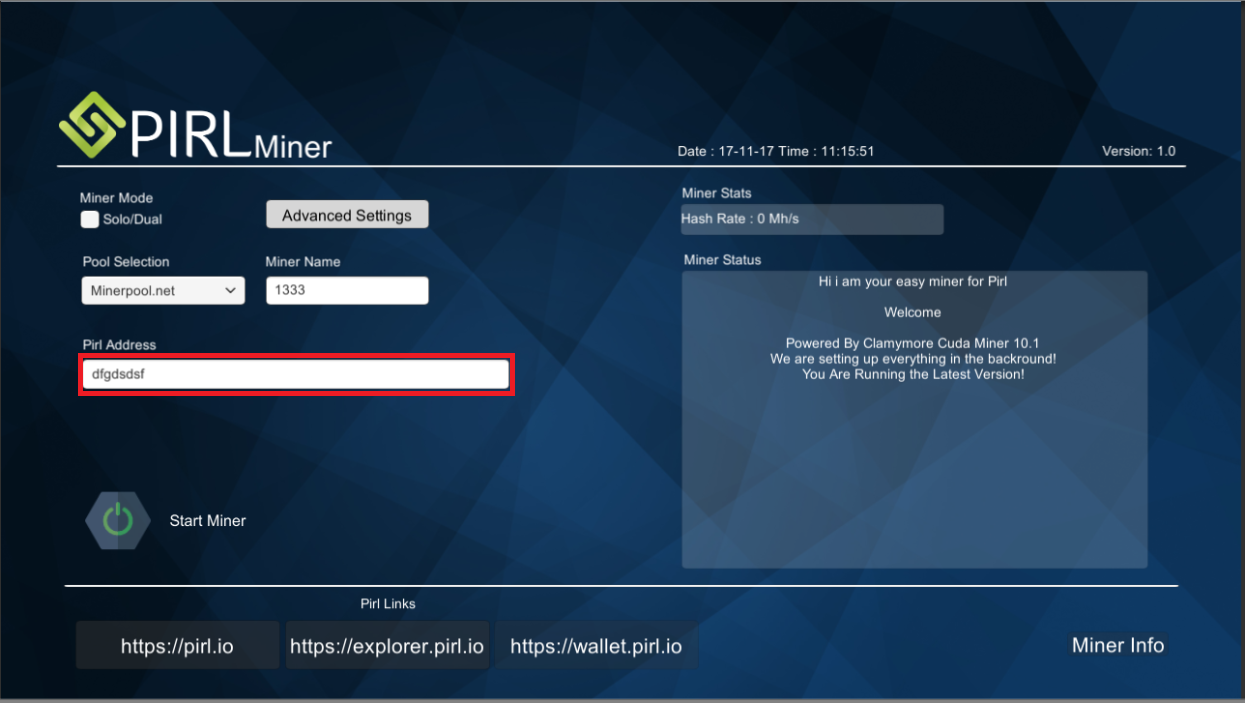 PIRL Miner
Date : 17-11-17 Time : 11:15:51
Version: 1.0
Miner Mode
Solo/Dual
Advanced Settings
Pool Selection
Miner Name
Minerpool.net
1333
Pirl Address
dfgdsdsf
Start Miner
Miner Stats
Hash Rate : 0 Mh/s
Miner Status
Hi i am your easy miner for Pirl
Welcome
Powered By Clamymore Cuda Miner 10.1
We are setting up everything in the backround!
You Are Running the Latest Version!
Pirl Links
https://pirl.io
https://explorer.pirl.io
https://wallet.pirl.io
Miner Info